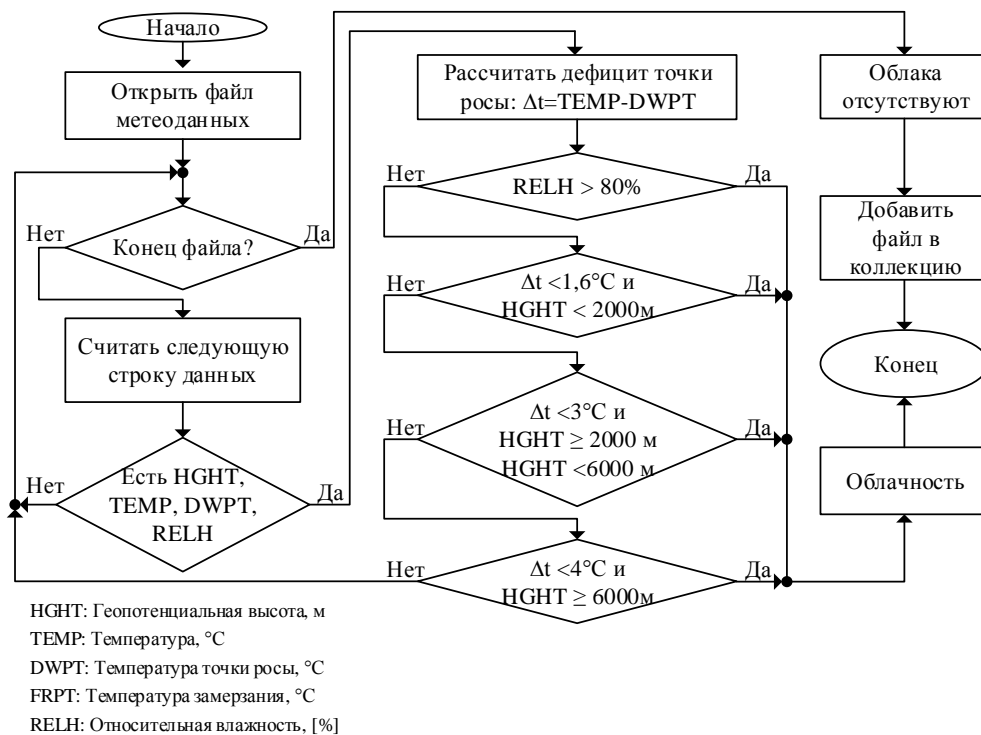 Начало
Открыть файл
метеоданных
Конец файла?
Нет
Да
Считать следующую
строку данных
Есть HGHT,
TEMP, DWPT,
RELH
Нет
Да
Рассчитать дефицит точки
росы: Δt=TEMP-DWPT
RELH > 80%
Нет
Да
Δt <1,6°C и
HGHT < 2000м
Нет
Да
Δt <3°C и
HGHT ≥ 2000 м
HGHT <6000 м
Нет
Да
Δt <4°C и
HGHT ≥ 6000м
Нет
Да
Облака
отсутствуют
Добавить
файл в
коллекцию
Конец
Облачность
HGHT: Геопотенциальная высота, м
TEMP: Температура, °C
DWPT: Температура точки росы, °C
FRPT: Температура замерзания, °C
RELH: Относительная влажность, [%]